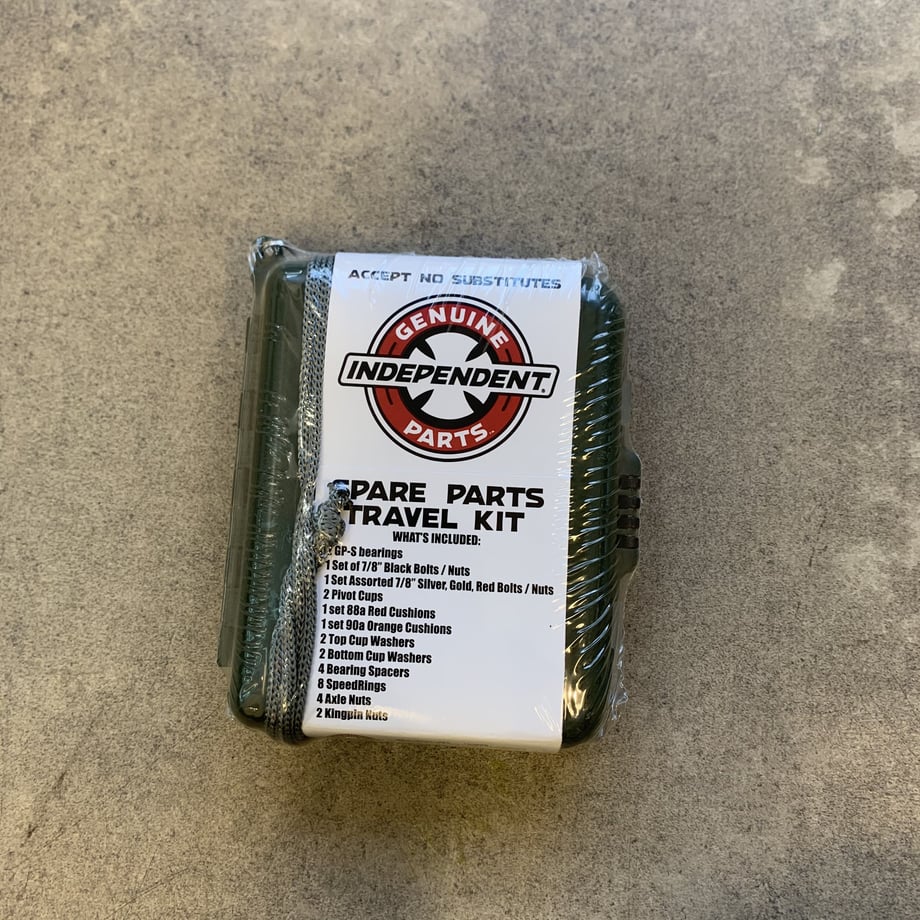 ACCEPT NO SUBSTITUTES
GENUINE
INDEPENDENT.
PARTS
SPARE PARTS
TRAVEL KIT
WHAT'S INCLUDED:
GP-S bearings
1 Set of 7/8" Black Bolts / Nuts
1 Set Assorted 7/8" Silver, Gold, Red Bolts / Nuts
2 Pivot Cups
1 set 88a Red Cushions
1 set 90a Orange Cushions
2 Top Cup Washers
2 Bottom Cup Washers
4 Bearing Spacers
8 SpeedRings
4 Axle Nuts
2 Kingpin Nuts